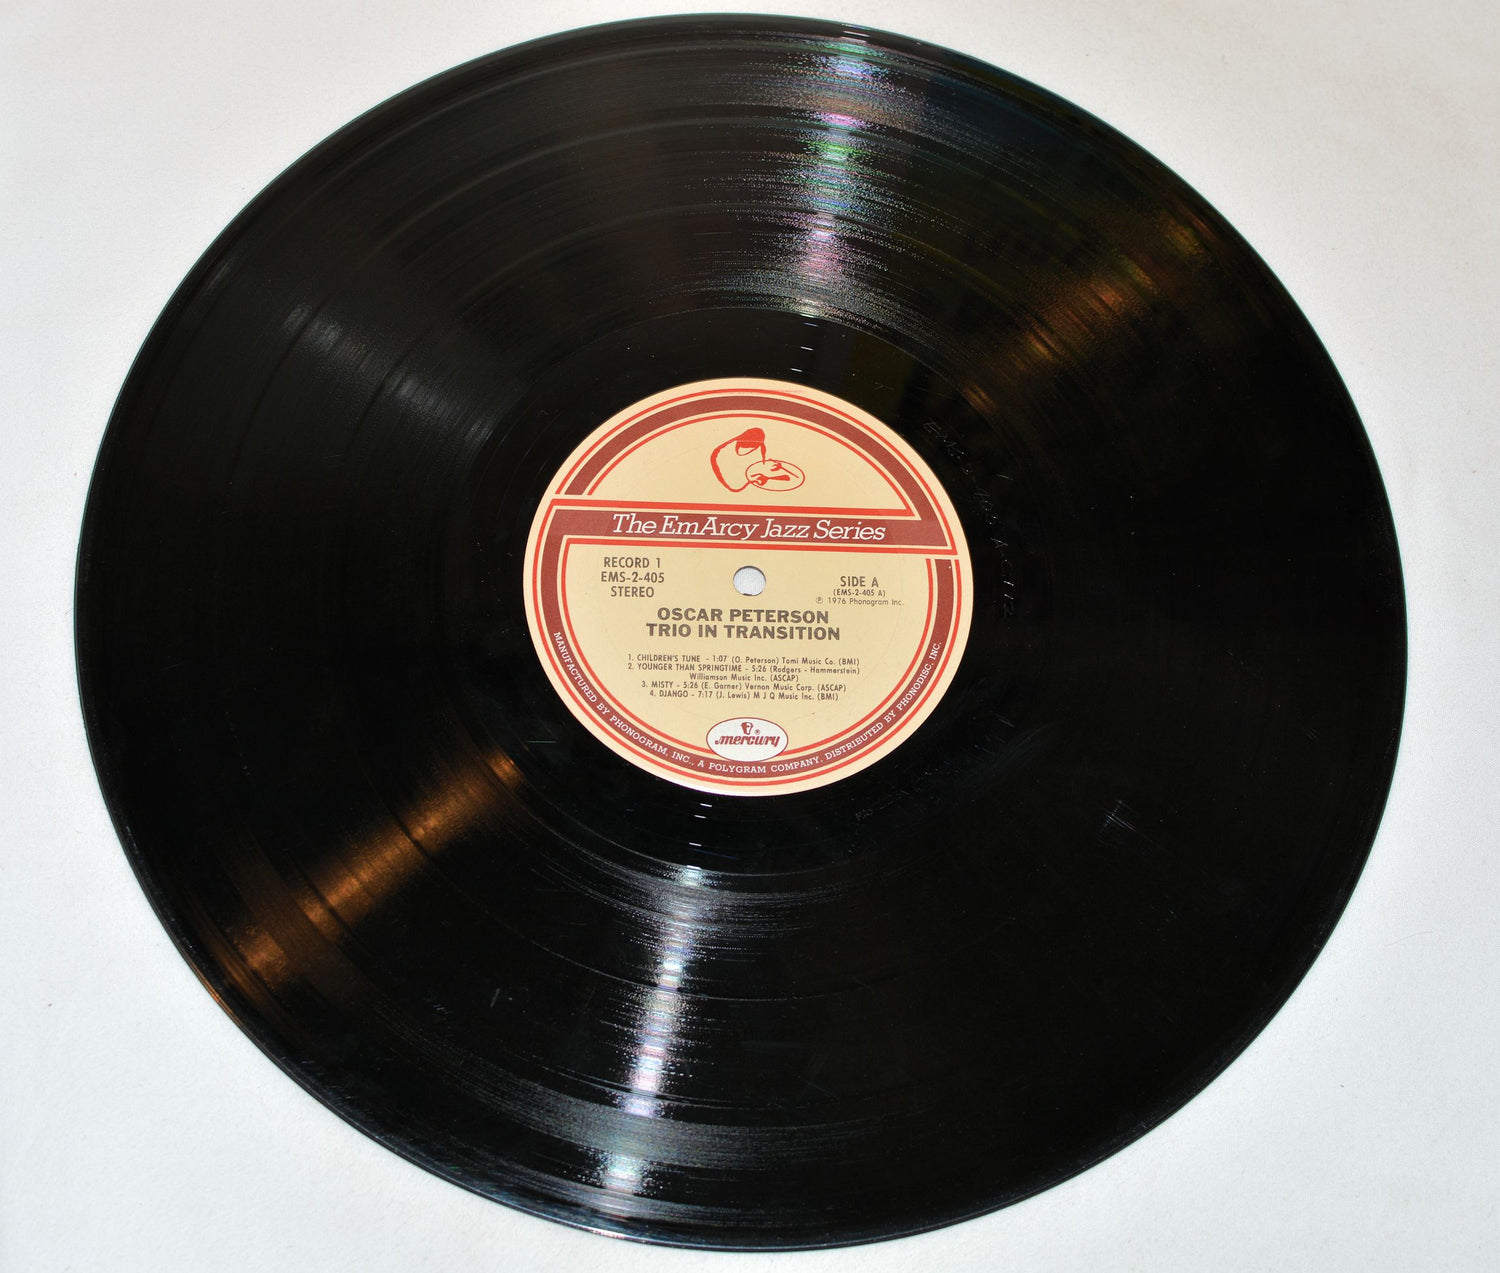 The EmArcy Jazz Series
RECORD 1
EMS-2-405
STEREO
SIDE A
(EMS-2-405 A)
℗ 1976 Phonogram Inc.
OSCAR PETERSON
TRIO IN TRANSITION
1. CHILDREN'S TUNE - 1:07 (O. Peterson) Tomi Music Co. (BMI)
2. YOUNGER THAN SPRINGTIME - 5:26 (Rodgers - Hammerstein)
Williamson Music Inc. (ASCAP)
3. MISTY - 5:26 (E. Garner) Vernon Music Corp. (ASCAP)
4. DJANGO - 7:17 (J. Lewis) M J Q Music Inc. (BMI)
mercury ®
MANUFACTURED BY PHONOGRAM, INC., A POLYGRAM COMPANY. DISTRIBUTED BY PHONODISC, INC.